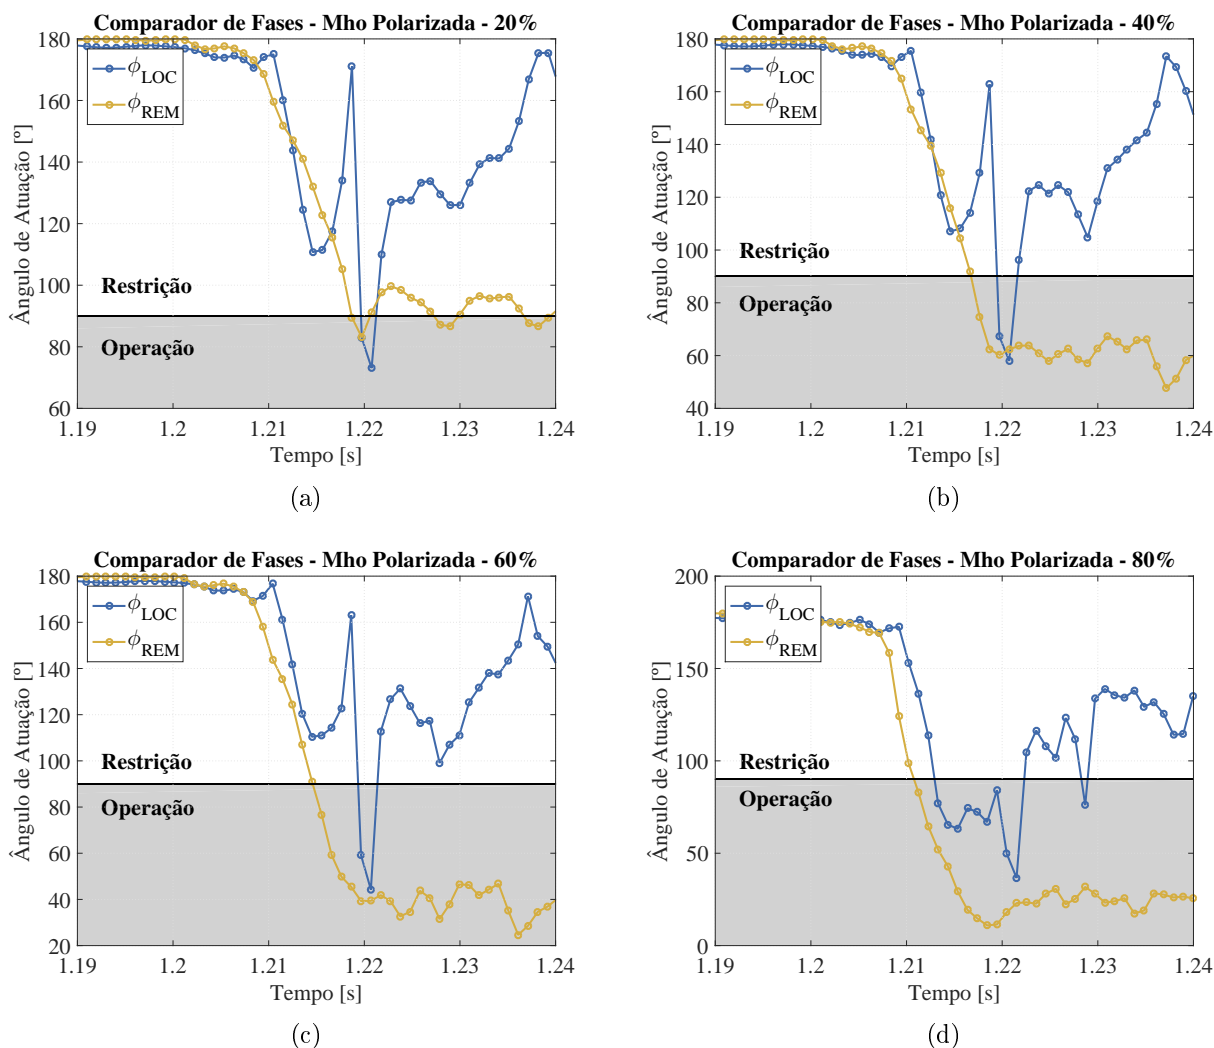 Comparador de Fases - Mho Polarizada - 20%
180
160
140
120
100
80
60
Ângulo de Atuação [º]
ϕLOC
ϕREM
Restrição
Operação
1.19 1.2 1.21 1.22 1.23 1.24
Tempo [s]
(a)
Comparador de Fases - Mho Polarizada - 40%
180
160
140
120
100
80
60
40
Ângulo de Atuação [º]
ϕLOC
ϕREM
Restrição
Operação
1.19 1.2 1.21 1.22 1.23 1.24
Tempo [s]
(b)
Comparador de Fases - Mho Polarizada - 60%
180
160
140
120
100
80
60
40
20
Ângulo de Atuação [º]
ϕLOC
ϕREM
Restrição
Operação
1.19 1.2 1.21 1.22 1.23 1.24
Tempo [s]
(c)
Comparador de Fases - Mho Polarizada - 80%
200
150
100
50
0
Ângulo de Atuação [º]
ϕLOC
ϕREM
Restrição
Operação
1.19 1.2 1.21 1.22 1.23 1.24
Tempo [s]
(d)